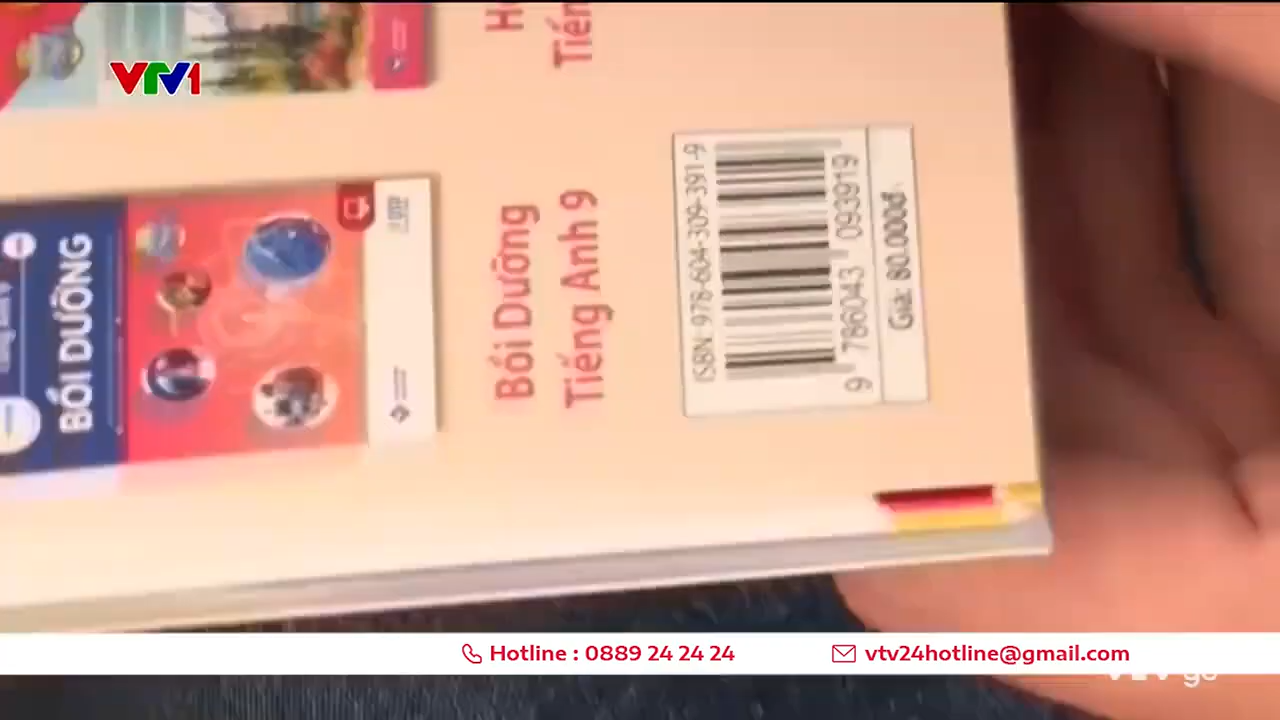 VTV1
BỒI DƯỠNG
Bồi Dưỡng
Tiếng Anh 9
ISBN: 978-604-309-391-9
9 786043 093919
Giá: 80.000đ
Hotline : 0889 24 24 24
vtv24hotline@gmail.com